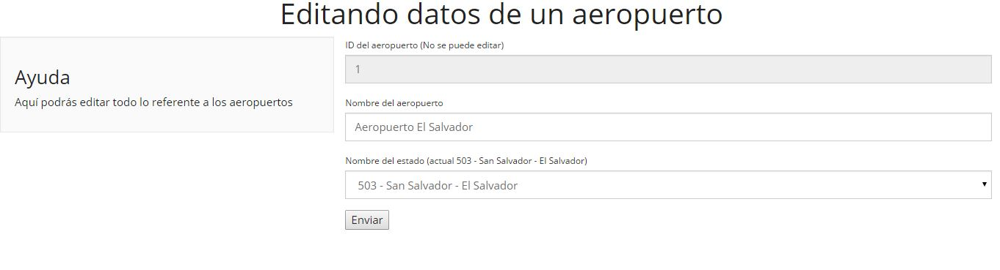 Editando datos de un aeropuerto
Ayuda
Aquí podrás editar todo lo referente a los aeropuertos
ID del aeropuerto (No se puede editar)
1
Nombre del aeropuerto
Aeropuerto El Salvador
Nombre del estado (actual 503 - San Salvador - El Salvador)
503 - San Salvador - El Salvador
Enviar